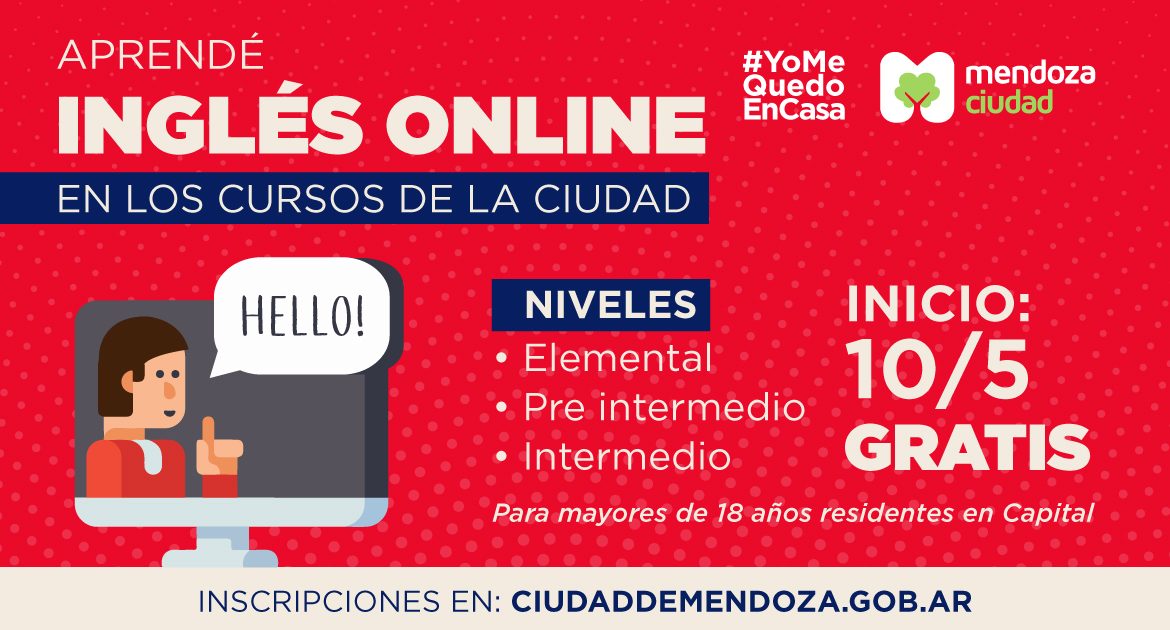 APRENDÉ
INGLÉS ONLINE
EN LOS CURSOS DE LA CIUDAD
#YoMe
Quedo
EnCasa
mendoza
ciudad
HELLO!
NIVELES
• Elemental
• Pre intermedio
• Intermedio
INICIO:
10/5
GRATIS
Para mayores de 18 años residentes en Capital
INSCRIPCIONES EN: CIUDADDEMENDOZA.GOB.AR